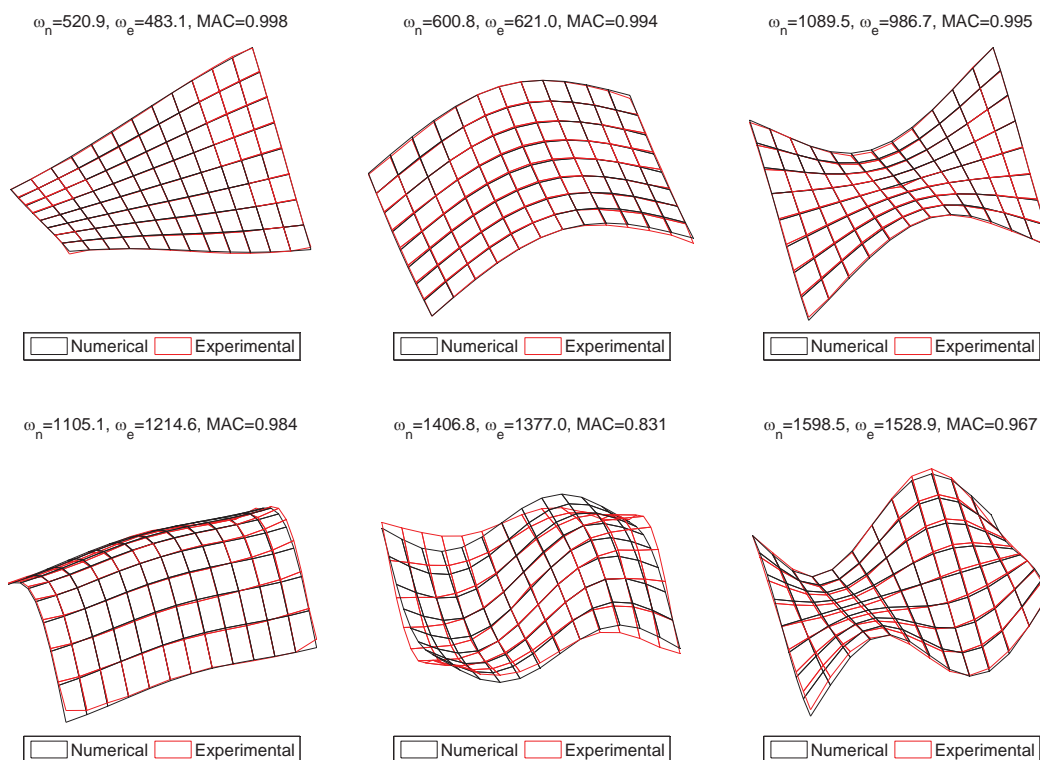 ωn=520.9, ωe=483.1, MAC=0.998
ωn=600.8, ωe=621.0, MAC=0.994
ωn=1089.5, ωe=986.7, MAC=0.995
Numerical Experimental
Numerical Experimental
Numerical Experimental
ωn=1105.1, ωe=1214.6, MAC=0.984
ωn=1406.8, ωe=1377.0, MAC=0.831
ωn=1598.5, ωe=1528.9, MAC=0.967
Numerical Experimental
Numerical Experimental
Numerical Experimental